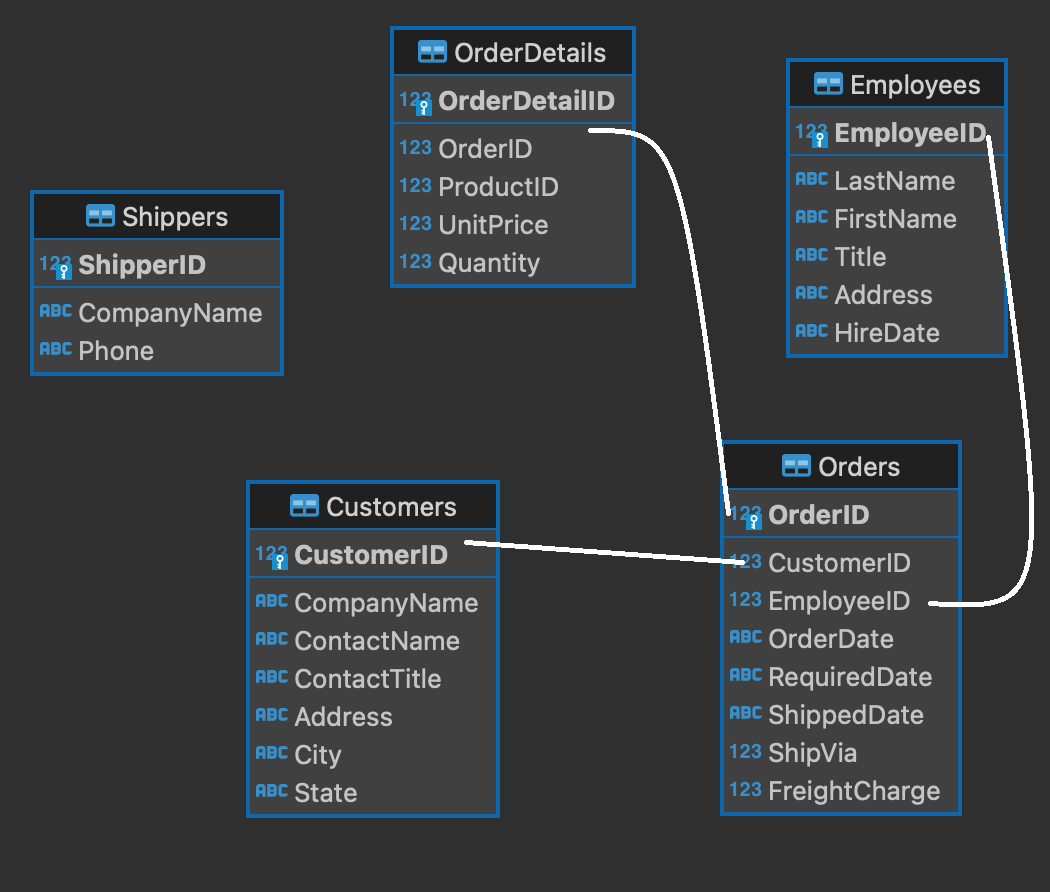 OrderDetails
123 OrderDetailID
123 OrderID
123 ProductID
123 UnitPrice
123 Quantity
Employees
123 EmployeeID
ABC LastName
ABC FirstName
ABC Title
ABC Address
ABC HireDate
Shippers
123 ShipperID
ABC CompanyName
ABC Phone
Customers
123 CustomerID
ABC CompanyName
ABC ContactName
ABC ContactTitle
ABC Address
ABC City
ABC State
Orders
123 OrderID
123 CustomerID
123 EmployeeID
ABC OrderDate
ABC RequiredDate
ABC ShippedDate
123 ShipVia
123 FreightCharge